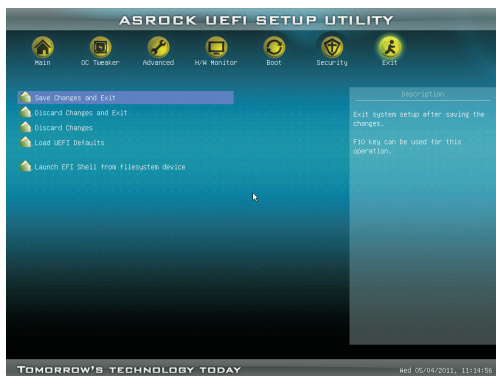 ASROCK UEFI SETUP UTILITY
Main OC Tweaker Advanced H/W Monitor Boot Security Exit
Save Changes and Exit
Discard Changes and Exit
Discard Changes
Load UEFI Defaults
Launch EFI Shell from filesystem device
Description
Exit system setup after saving the
changes.
F10 key can be used for this
operation.
TOMORROW'S TECHNOLOGY TODAY
Wed 05/04/2011, 11:14:56